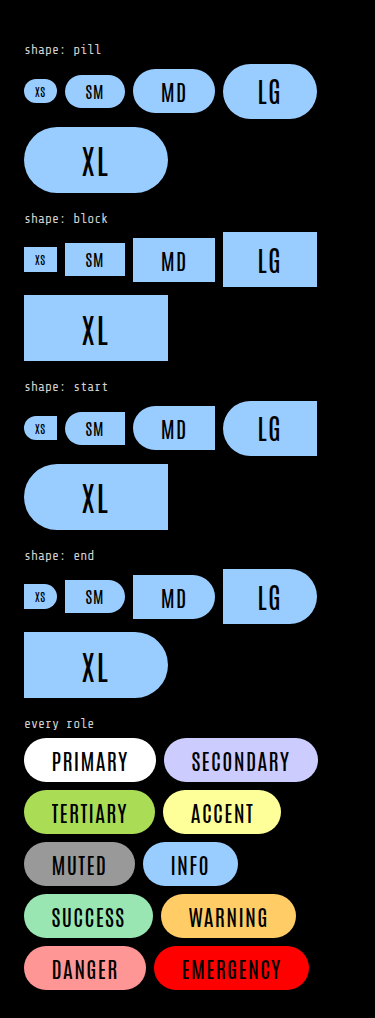 shape: pill
XS SM MD LG
XL
shape: block
XS SM MD LG
XL
shape: start
XS SM MD LG
XL
shape: end
XS SM MD LG
XL
every role
PRIMARY SECONDARY
TERTIARY ACCENT
MUTED INFO
SUCCESS WARNING
DANGER EMERGENCY